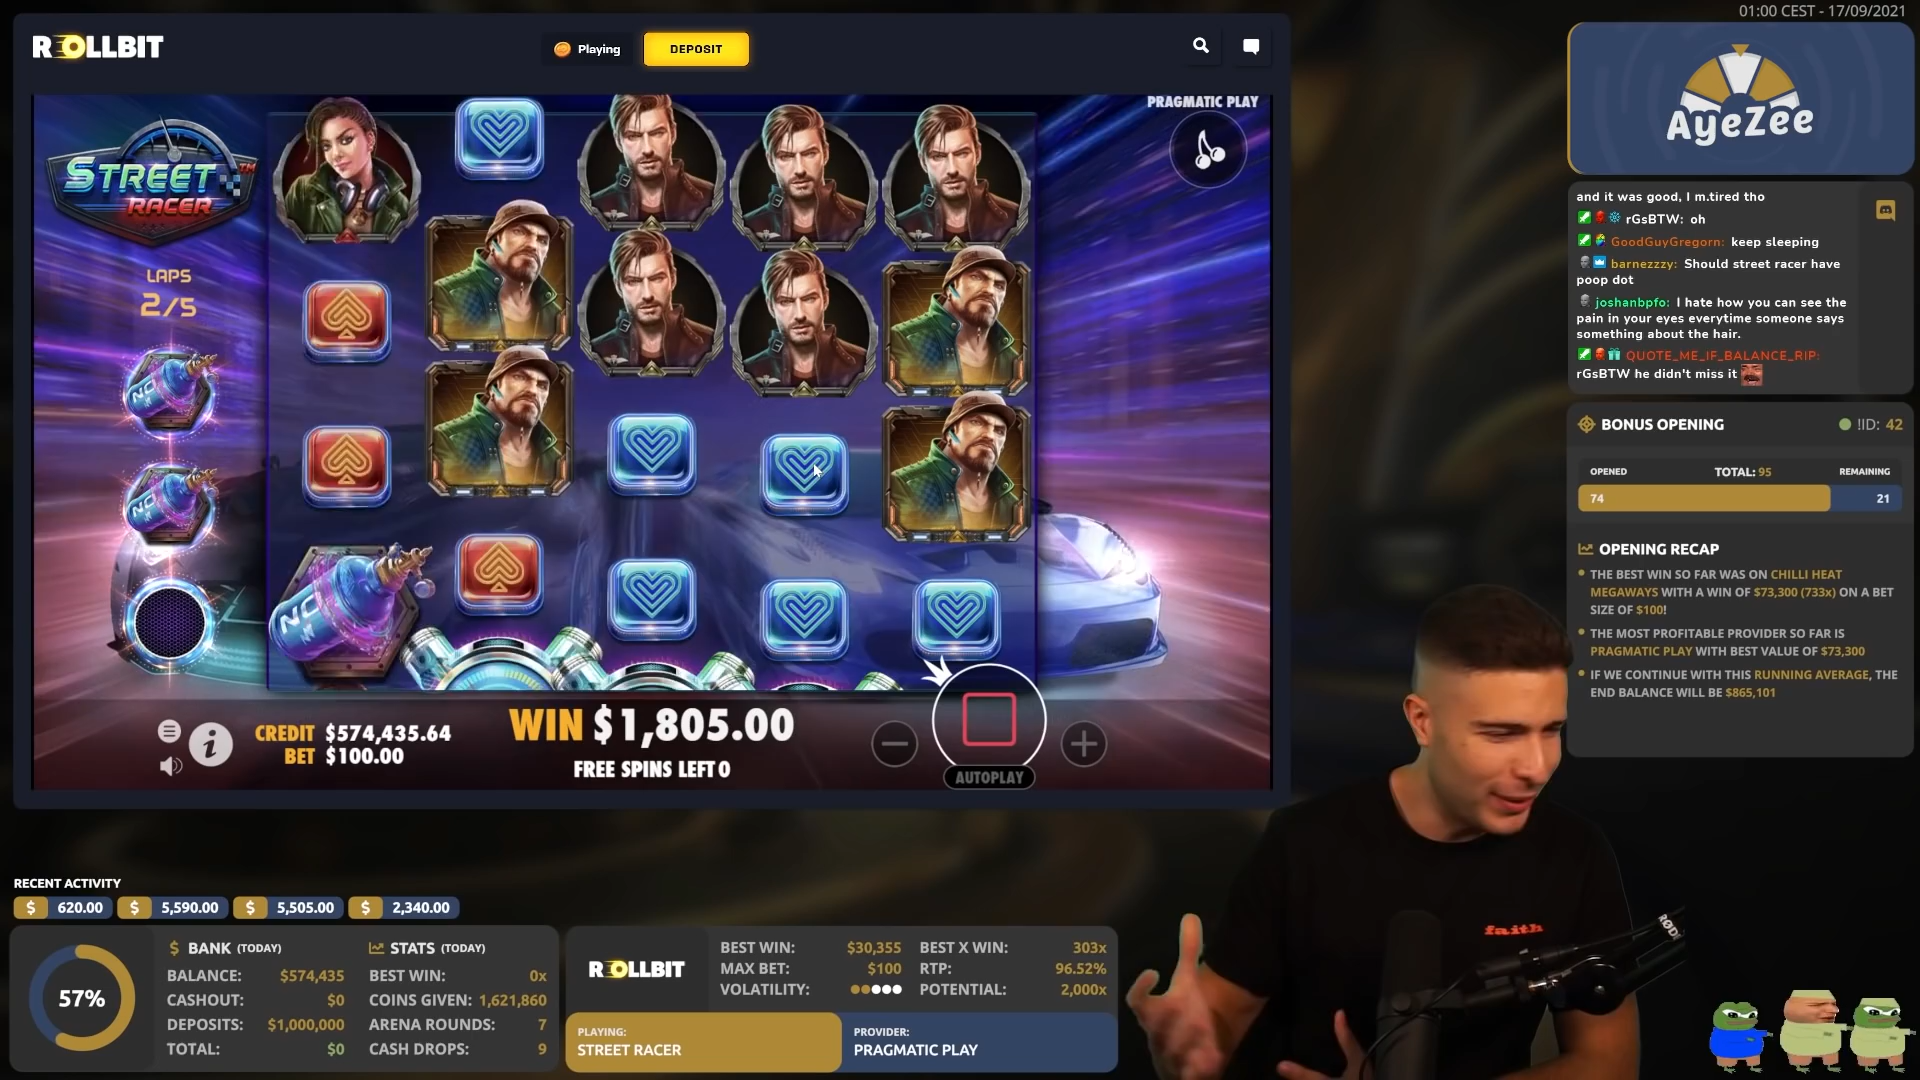 01:00 CEST - 17/09/2021
ROLLBIT
Playing
DEPOSIT
PRAGMATIC PLAY
STREET
RACER
TM
LAPS
2/5
CREDIT $574,435.64
BET $100.00
WIN $1,805.00
FREE SPINS LEFT 0
AUTOPLAY
AyeZee
and it was good, I m.tired tho
rGsBTW: oh
GoodGuyGregorn: keep sleeping
barnezzzy: Should street racer have
poop dot
joshanbpfo: I hate how you can see the
pain in your eyes everytime someone says
something about the hair.
QUOTE_ME_IF_BALANCE_RIP:
rGsBTW he didn't miss it
BONUS OPENING
!ID: 42
OPENED
TOTAL: 95
REMAINING
74
21
OPENING RECAP
THE BEST WIN SO FAR WAS ON CHILLI HEAT
MEGAWAYS WITH A WIN OF $73,300 (733x) ON A BET
SIZE OF $100!
THE MOST PROFITABLE PROVIDER SO FAR IS
PRAGMATIC PLAY WITH BEST VALUE OF $73,300
IF WE CONTINUE WITH THIS RUNNING AVERAGE, THE
END BALANCE WILL BE $865,101
RECENT ACTIVITY
$ 620.00
$ 5,590.00
$ 5,505.00
$ 2,340.00
57%
$ BANK (TODAY)
BALANCE: $574,435
CASHOUT: $0
DEPOSITS: $1,000,000
TOTAL: $0
STATS (TODAY)
BEST WIN: 0x
COINS GIVEN: 1,621,860
ARENA ROUNDS: 7
CASH DROPS: 9
ROLLBIT
BEST WIN: $30,355
MAX BET: $100
VOLATILITY:
BEST X WIN: 303x
RTP: 96.52%
POTENTIAL: 2,000x
PLAYING:
STREET RACER
PROVIDER:
PRAGMATIC PLAY
faith
RØDE